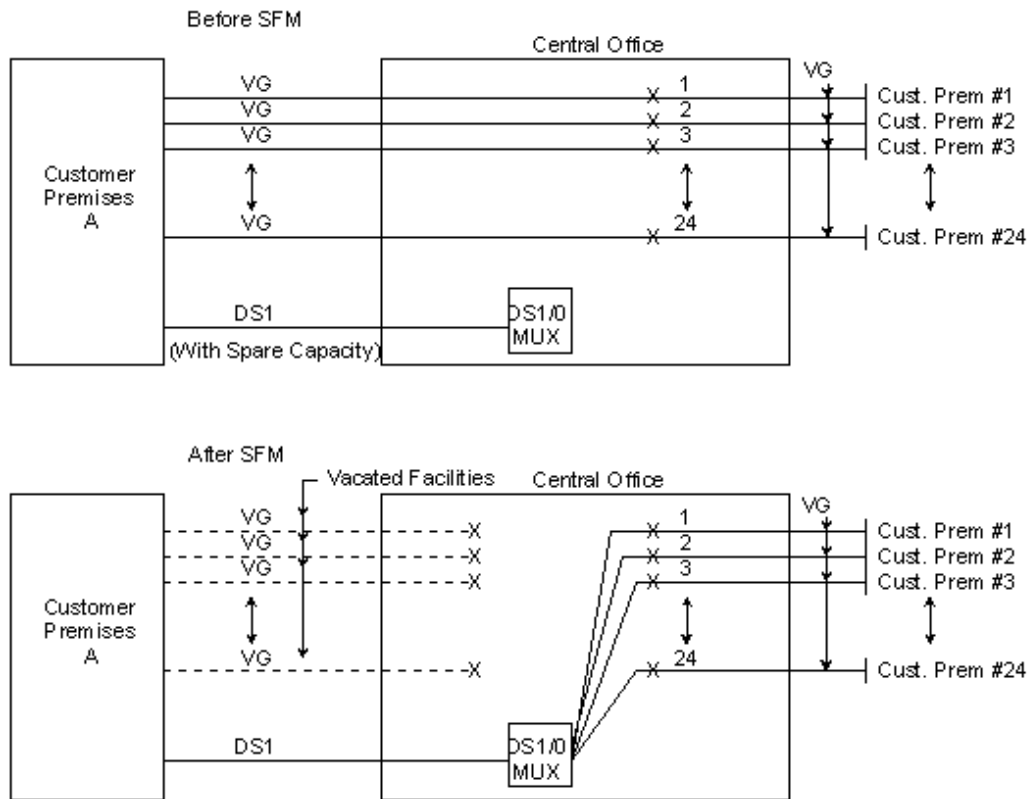 Before SFM
Central Office
VG
VG 1 Cust. Prem #1
VG 2 Cust. Prem #2
VG 3 Cust. Prem #3
Customer
Premises
A
VG 24 Cust. Prem #24
DS1
DS1/0
MUX
(With Spare Capacity)
After SFM
Vacated Facilities
Central Office
VG
VG 1 Cust. Prem #1
VG 2 Cust. Prem #2
VG 3 Cust. Prem #3
Customer
Premises
A
VG 24 Cust. Prem #24
DS1
DS1/0
MUX